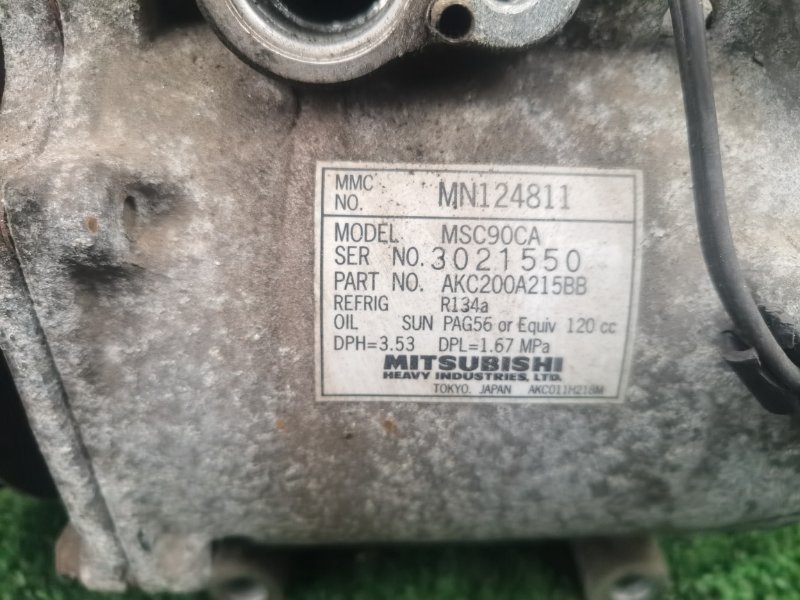 MMC NO. MN124811
MODEL MSC90CA
SER NO. 3021550
PART NO. AKC200A215BB
REFRIG R134a
OIL SUN PAG56 or Equiv 120 cc
DPH=3.53 DPL=1.67 MPa
MITSUBISHI
HEAVY INDUSTRIES, LTD.
TOKYO. JAPAN AKC011H218M